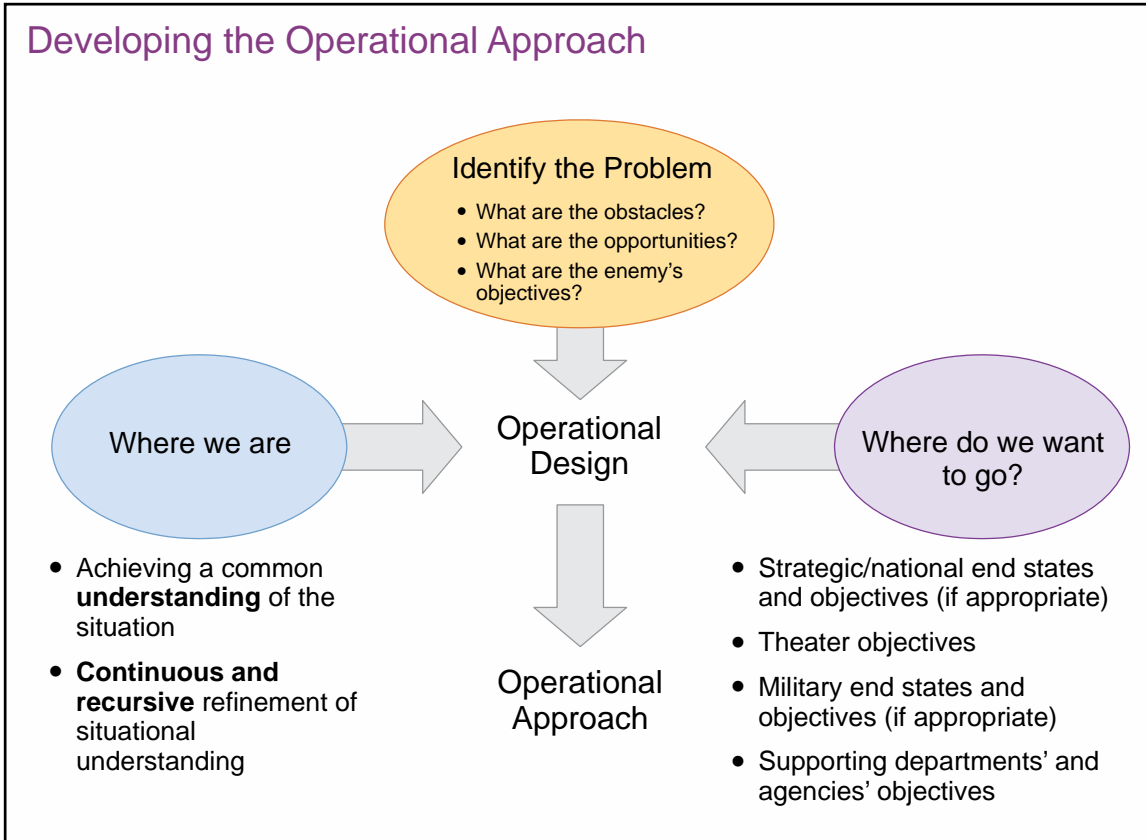 Developing the Operational Approach
Identify the Problem
• What are the obstacles?
• What are the opportunities?
• What are the enemy’s
objectives?
Where we are
Operational
Design
Where do we want
to go?
• Achieving a common
understanding of the
situation
• Continuous and
recursive refinement of
situational
understanding
Operational
Approach
• Strategic/national end states
and objectives (if appropriate)
• Theater objectives
• Military end states and
objectives (if appropriate)
• Supporting departments’ and
agencies’ objectives